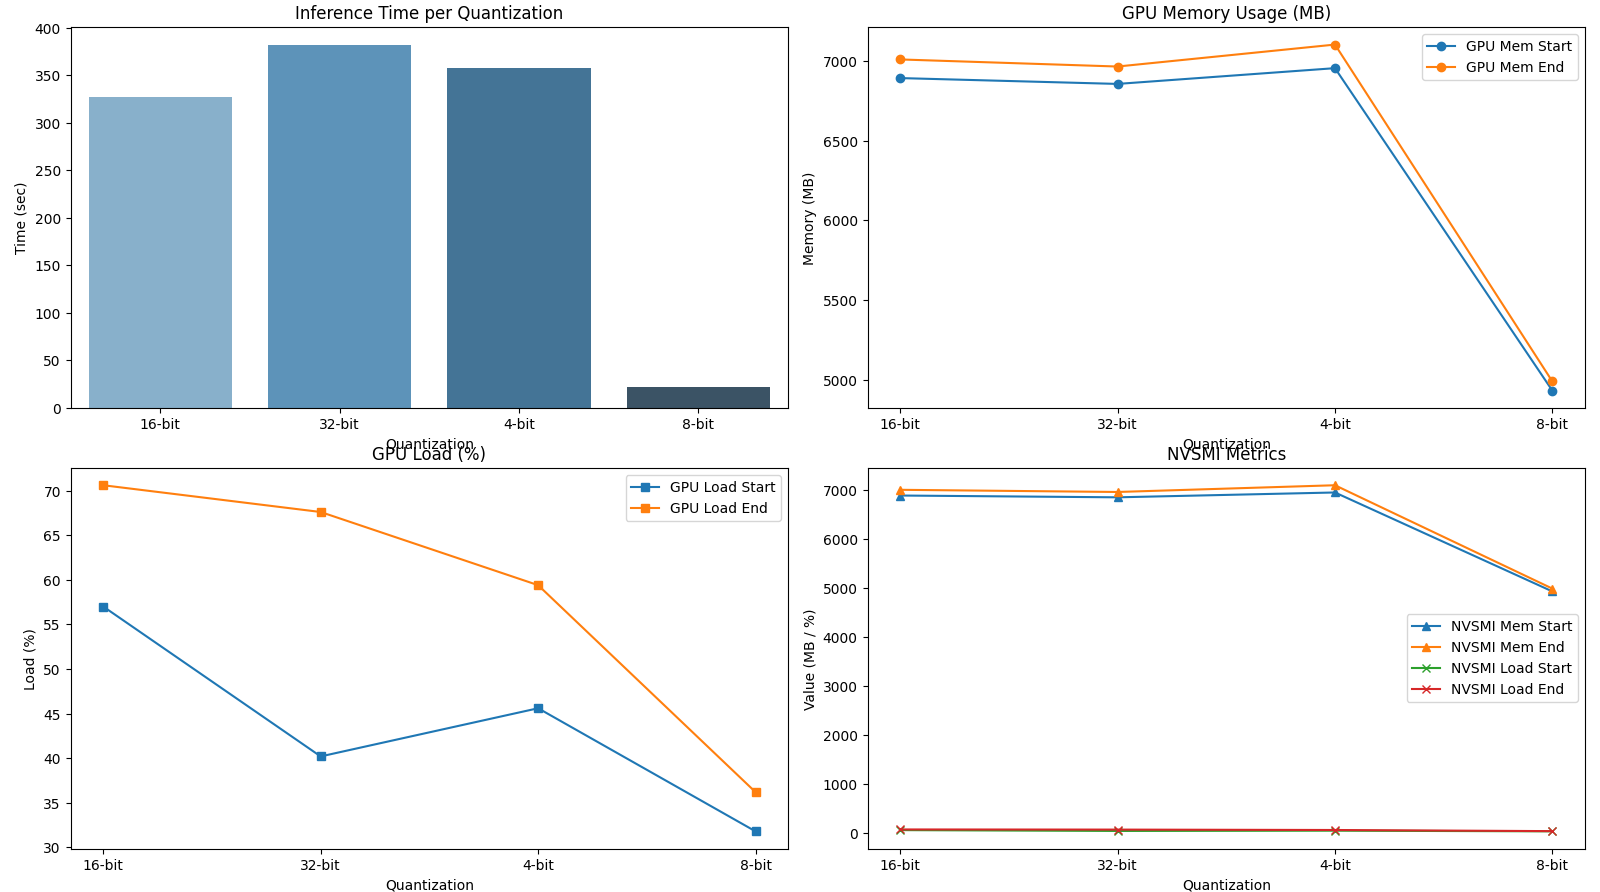 Inference Time per Quantization
400
350
300
250
200
150
100
50
0
Time (sec)
16-bit 32-bit 4-bit 8-bit
Quantization
GPU Memory Usage (MB)
GPU Mem Start
GPU Mem End
7000
6500
6000
5500
5000
Memory (MB)
16-bit 32-bit 4-bit 8-bit
Quantization
GPU Load (%)
GPU Load Start
GPU Load End
70
65
60
55
50
45
40
35
30
Load (%)
16-bit 32-bit 4-bit 8-bit
Quantization
NVSMI Metrics
7000
6000
5000
4000
3000
2000
1000
0
Value (MB / %)
NVSMI Mem Start
NVSMI Mem End
NVSMI Load Start
NVSMI Load End
16-bit 32-bit 4-bit 8-bit
Quantization